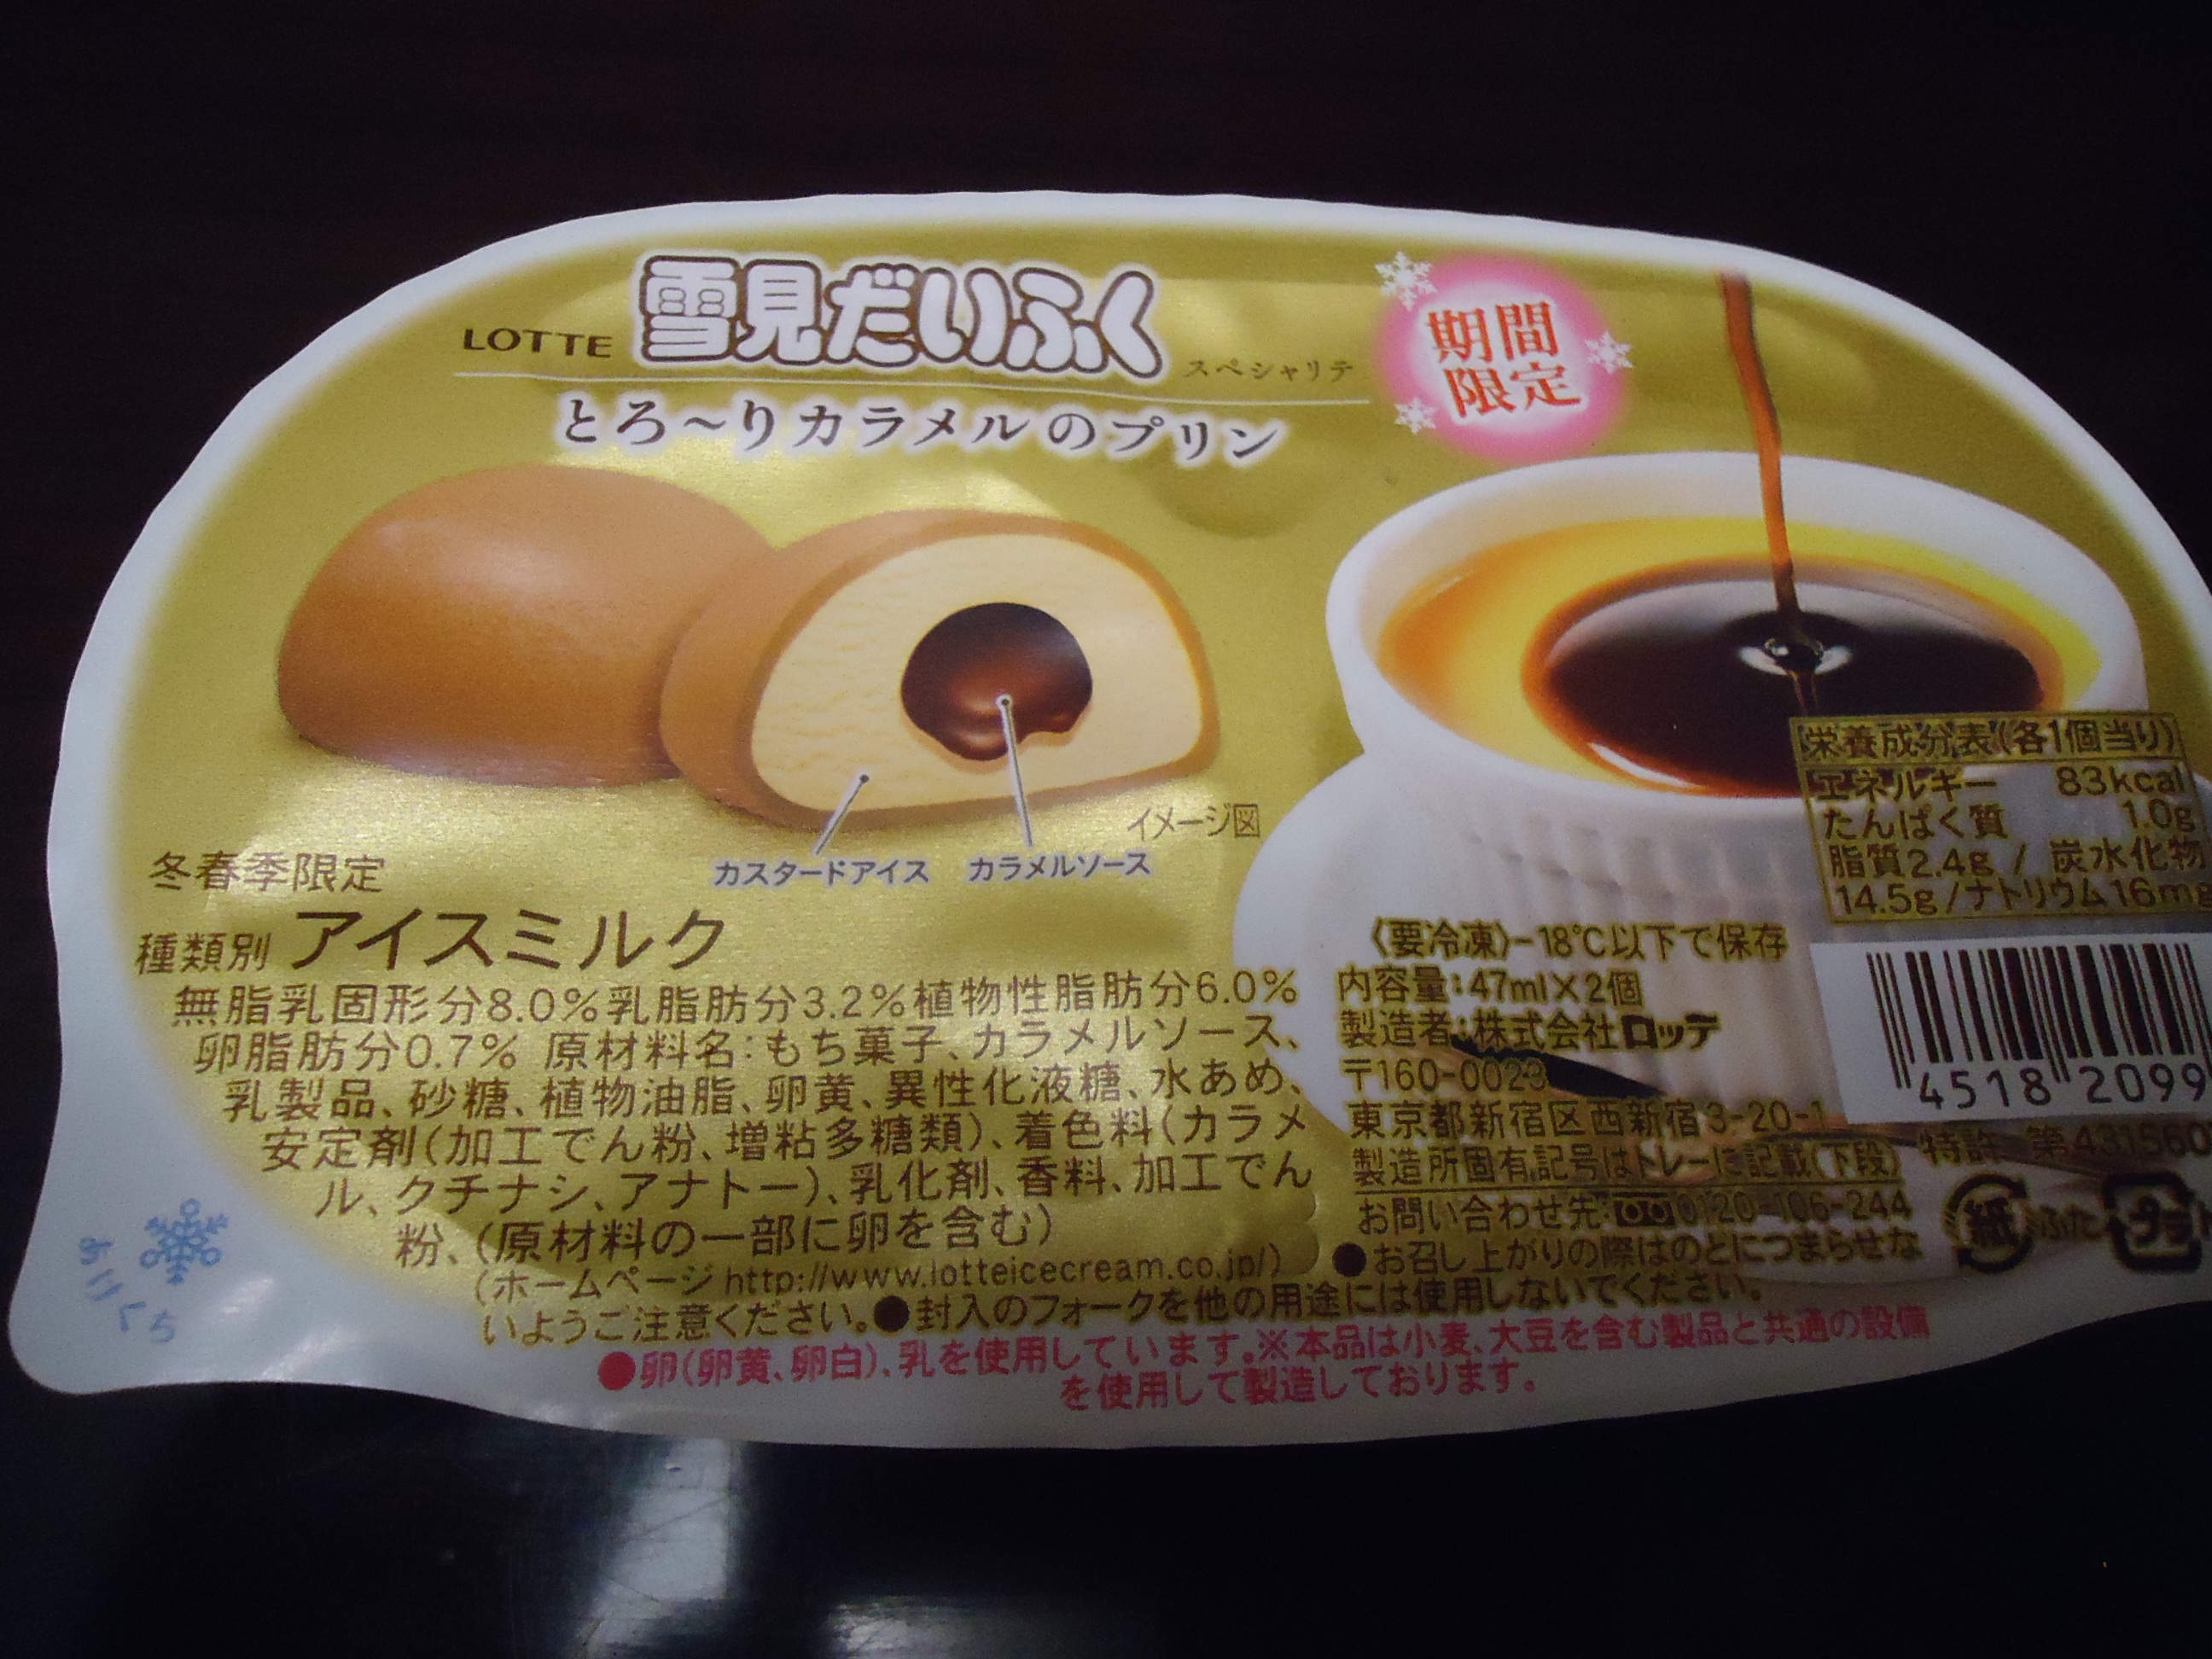 LOTTE 雪見だいふく スペシャリテ
とろ〜りカラメルのプリン
期間
限定
イメージ図
カスタードアイス カラメルソース
冬春季限定
種類別 アイスミルク
無脂乳固形分8.0%乳脂肪分3.2%植物性脂肪分6.0%
卵脂肪分0.7% 原材料名:もち菓子、カラメルソース、
乳製品、砂糖、植物油脂、卵黄、異性化液糖、水あめ、
安定剤(加工でん粉、増粘多糖類)、着色料(カラメ
ル、クチナシ、アナトー)、乳化剤、香料、加工でん
粉、(原材料の一部に卵を含む)
(ホームページ http://www.lotteicecream.co.jp/)
栄養成分表(各1個当り)
エネルギー 83kcal
たんぱく質 1.0g
脂質2.4g / 炭水化物
14.5g/ナトリウム16mg
〈要冷凍〉-18℃以下で保存
内容量:47ml×2個
製造者:株式会社ロッテ
〒160-0023
東京都新宿区西新宿3-20-1
製造所固有記号はトレーに記載(下段)
お問い合わせ先:0120-106-244
4518 2099
特許 第431560
紙 ふた プラ
●お召し上がりの際はのどにつまらせな
いようご注意ください。●封入のフォークを他の用途には使用しないでください。
●卵(卵黄、卵白)、乳を使用しています。※本品は小麦、大豆を含む製品と共通の設備
を使用して製造しております。
あけくち